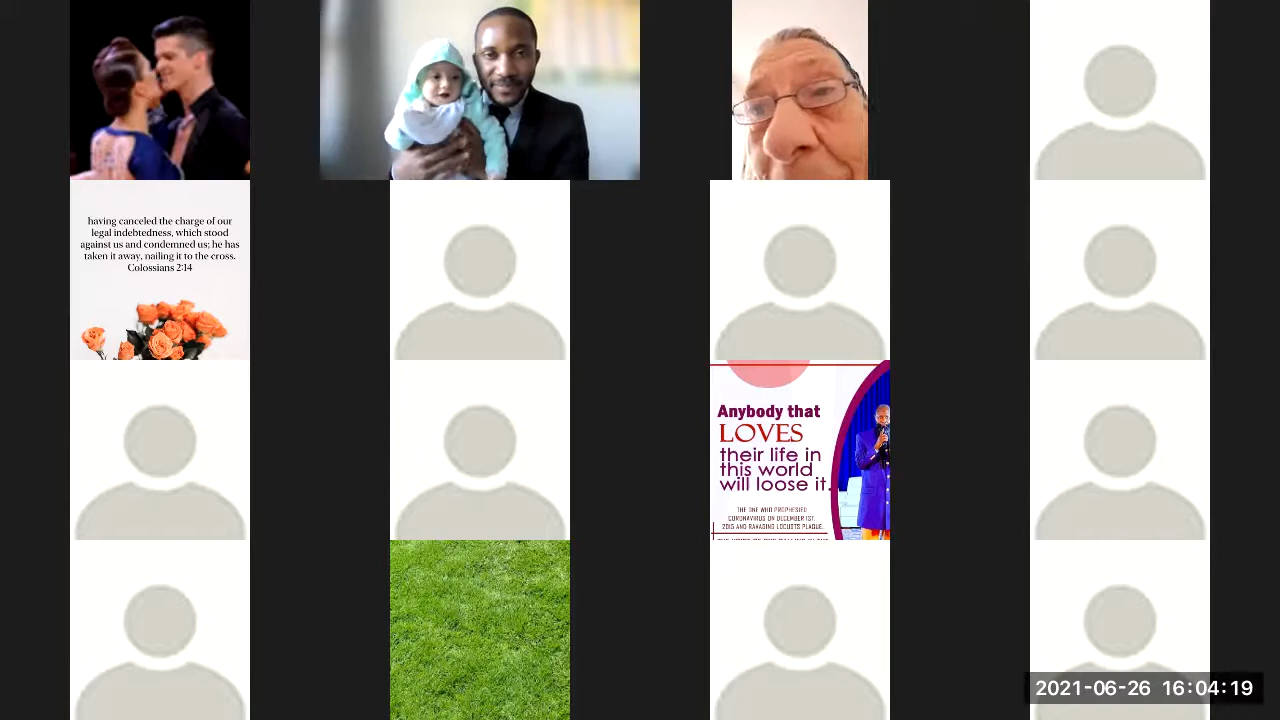 having canceled the charge of our
legal indebtedness, which stood
against us and condemned us; he has
taken it away, nailing it to the cross.
Colossians 2:14
Anybody that
LOVES
their life in
this world
will loose it.
THE ONE WHO PROPHESIED
CORONAVIRUS ON DECEMBER 1ST,
2015 AND RAVAGING LOCUSTS PLAGUE.
2021-06-26 16:04:19